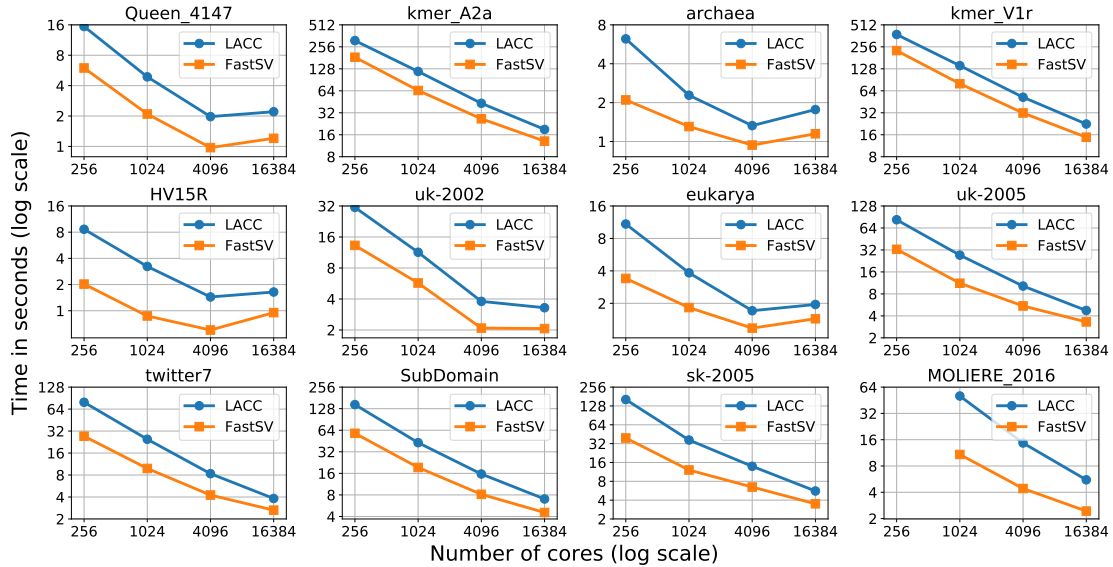 Queen_4147
16
8
4
2
1
256 1024 4096 16384
LACC
FastSV
kmer_A2a
512
256
128
64
32
16
8
256 1024 4096 16384
LACC
FastSV
archaea
8
4
2
1
256 1024 4096 16384
LACC
FastSV
kmer_V1r
512
256
128
64
32
16
8
256 1024 4096 16384
LACC
FastSV
HV15R
16
8
4
2
1
256 1024 4096 16384
LACC
FastSV
uk-2002
32
16
8
4
2
256 1024 4096 16384
LACC
FastSV
eukarya
16
8
4
2
256 1024 4096 16384
LACC
FastSV
uk-2005
128
64
32
16
8
4
2
256 1024 4096 16384
LACC
FastSV
twitter7
128
64
32
16
8
4
2
256 1024 4096 16384
LACC
FastSV
SubDomain
256
128
64
32
16
8
4
256 1024 4096 16384
LACC
FastSV
sk-2005
256
128
64
32
16
8
4
2
256 1024 4096 16384
LACC
FastSV
MOLIERE_2016
64
32
16
8
4
2
256 1024 4096 16384
LACC
FastSV
Time in seconds (log scale)
Number of cores (log scale)